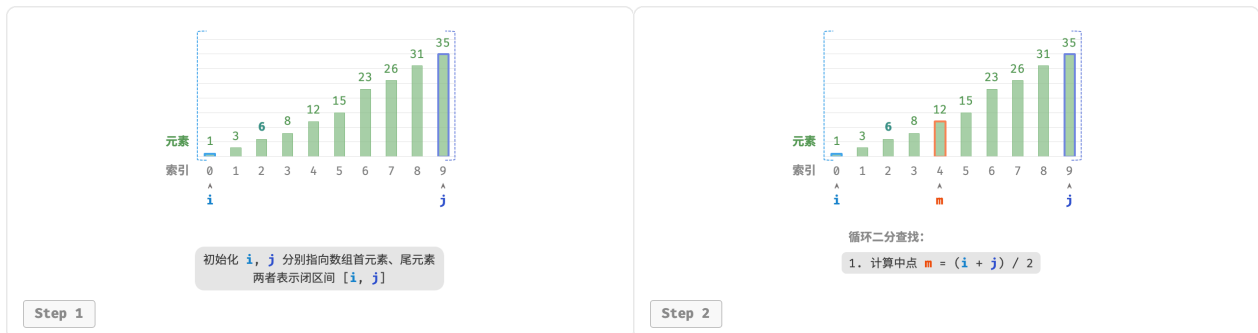 35
31
26
23
15
12
8
6
3
元素 1
索引 0 1 2 3 4 5 6 7 8 9
i j
初始化 i, j 分别指向数组首元素、尾元素
两者表示闭区间 [i, j]
Step 1
35
31
26
23
15
12
8
6
3
元素 1
索引 0 1 2 3 4 5 6 7 8 9
i m j
循环二分查找:
1. 计算中点 m = (i + j) / 2
Step 2